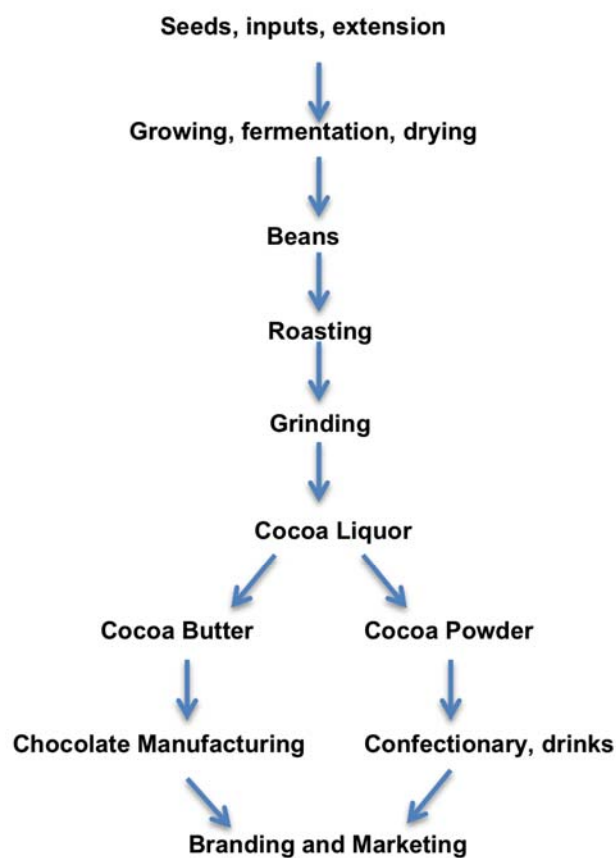 Seeds, inputs, extension
Growing, fermentation, drying
Beans
Roasting
Grinding
Cocoa Liquor
Cocoa Butter
Cocoa Powder
Chocolate Manufacturing
Confectionary, drinks
Branding and Marketing